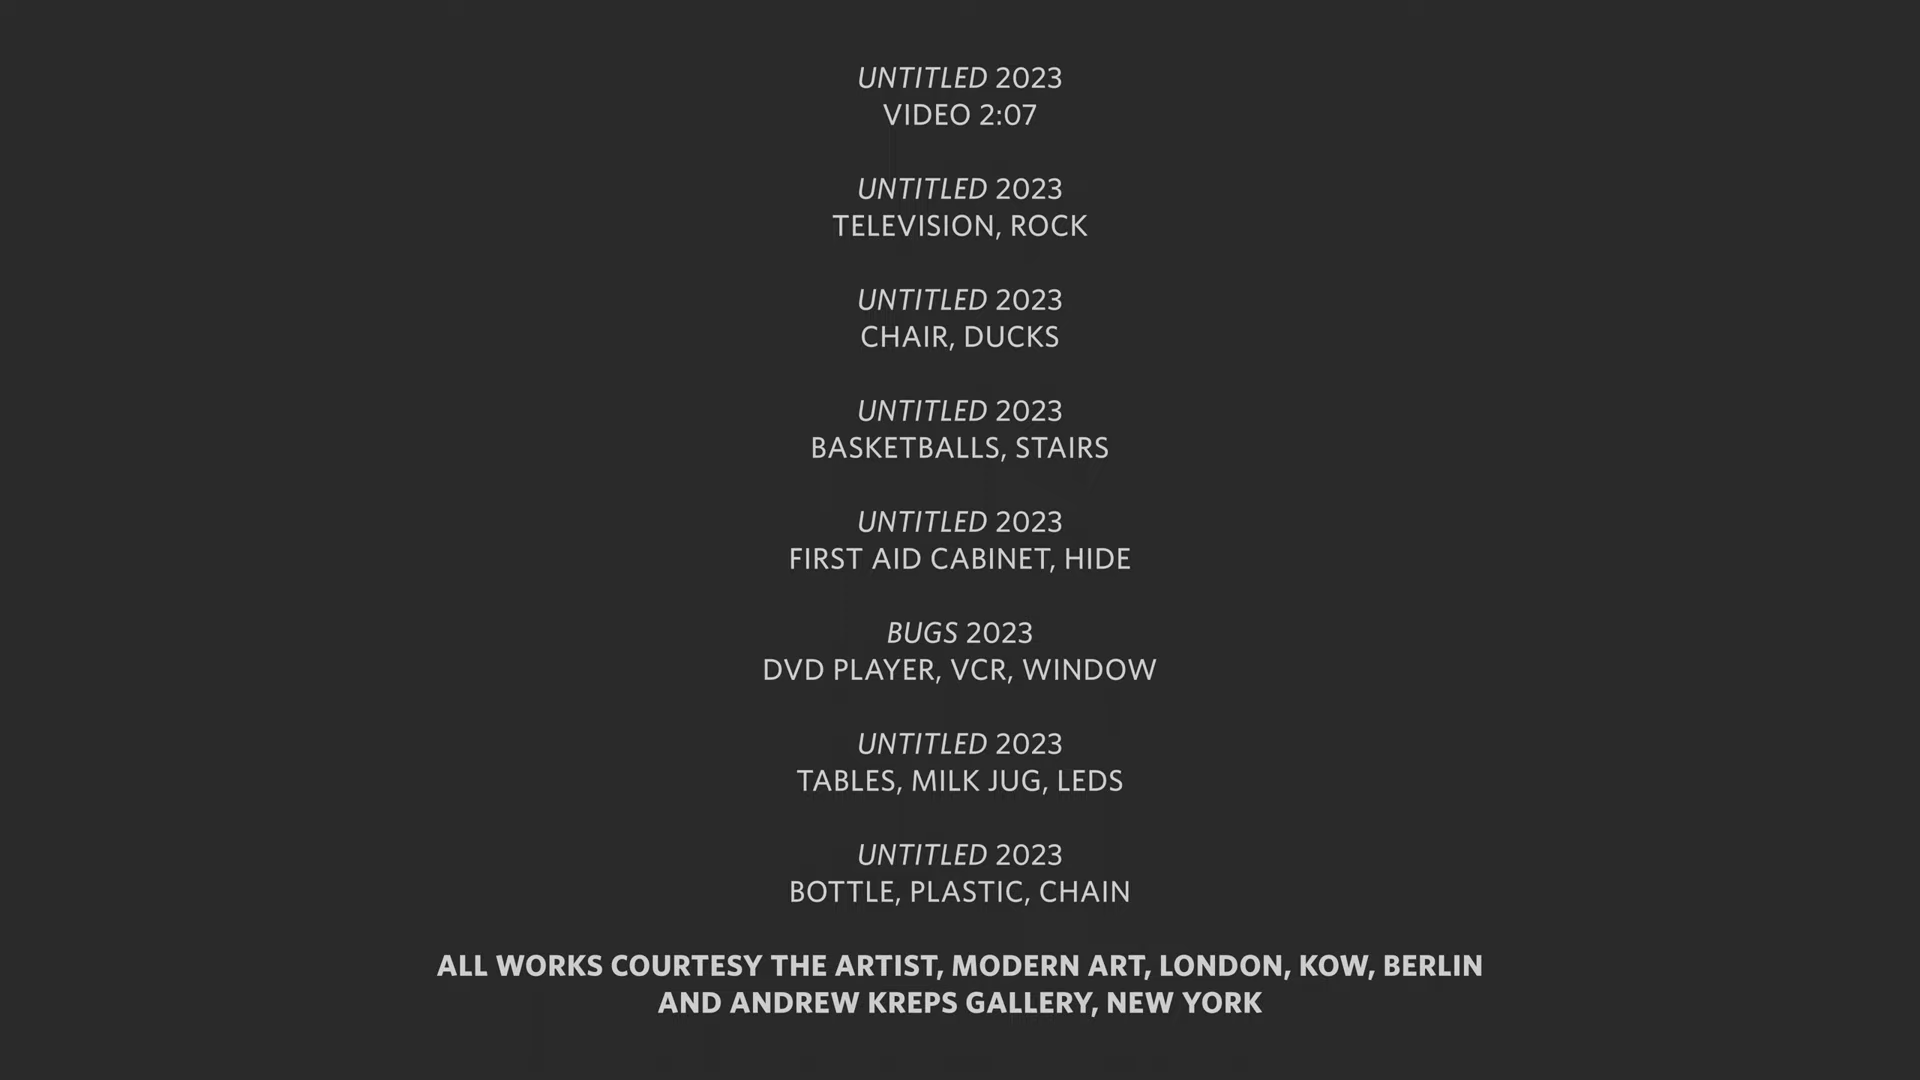 UNTITLED 2023
VIDEO 2:07
UNTITLED 2023
TELEVISION, ROCK
UNTITLED 2023
CHAIR, DUCKS
UNTITLED 2023
BASKETBALLS, STAIRS
UNTITLED 2023
FIRST AID CABINET, HIDE
BUGS 2023
DVD PLAYER, VCR, WINDOW
UNTITLED 2023
TABLES, MILK JUG, LEDS
UNTITLED 2023
BOTTLE, PLASTIC, CHAIN
ALL WORKS COURTESY THE ARTIST, MODERN ART, LONDON, KOW, BERLIN
AND ANDREW KREPS GALLERY, NEW YORK